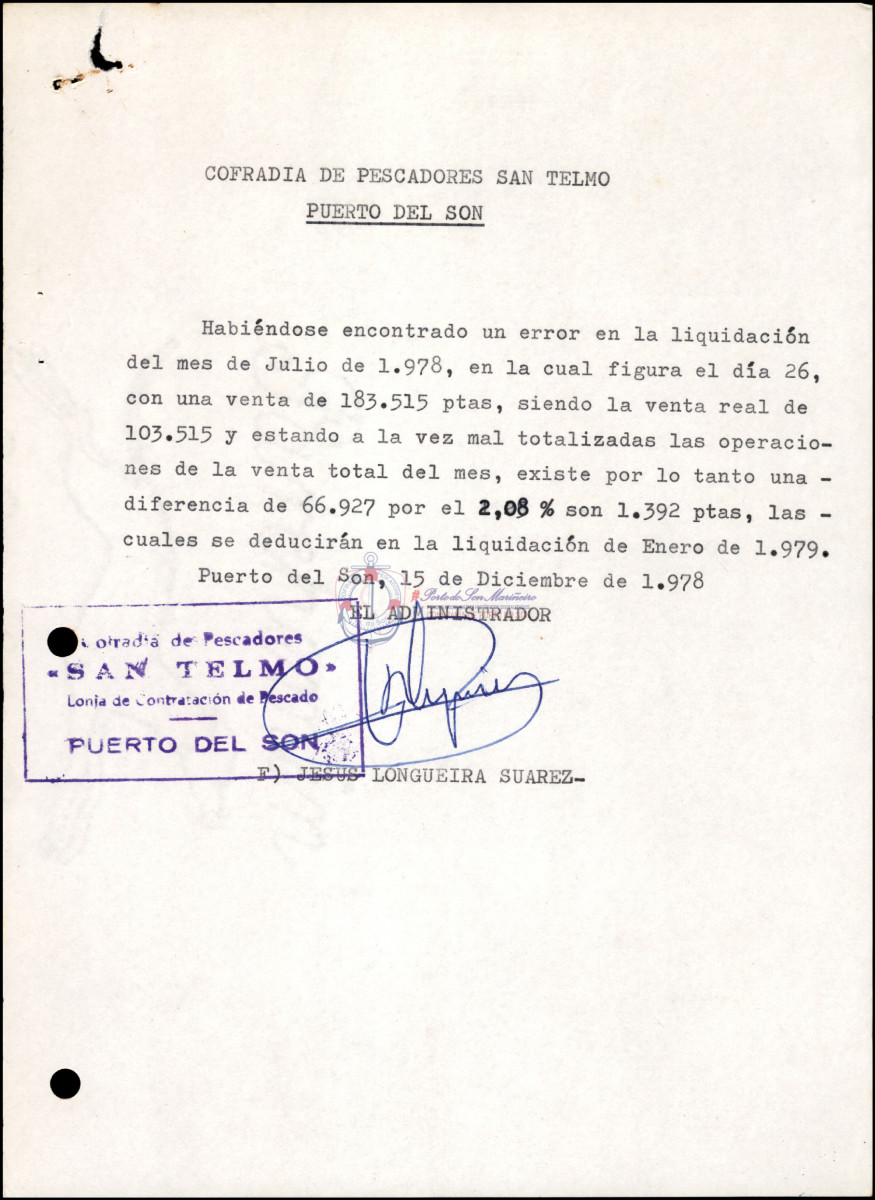 COFRADIA DE PESCADORES SAN TELMO
PUERTO DEL SON
Habiéndose encontrado un error en la liquidación
del mes de Julio de 1.978, en la cual figura el día 26,
con una venta de 183.515 ptas, siendo la venta real de
103.515 y estando a la vez mal totalizadas las operacio-
nes de la venta total del mes, existe por lo tanto una -
diferencia de 66.927 por el 2,08 % son 1.392 ptas, las -
cuales se deducirán en la liquidación de Enero de 1.979.
Puerto del Son, 15 de Diciembre de 1.978
#Porto do Son Mariñeiro
EL ADMINISTRADOR
Cofradía de Pescadores
«SAN TELMO»
Lonja de Contratación de Pescado
PUERTO DEL SON
F) JESUS LONGUEIRA SUAREZ-